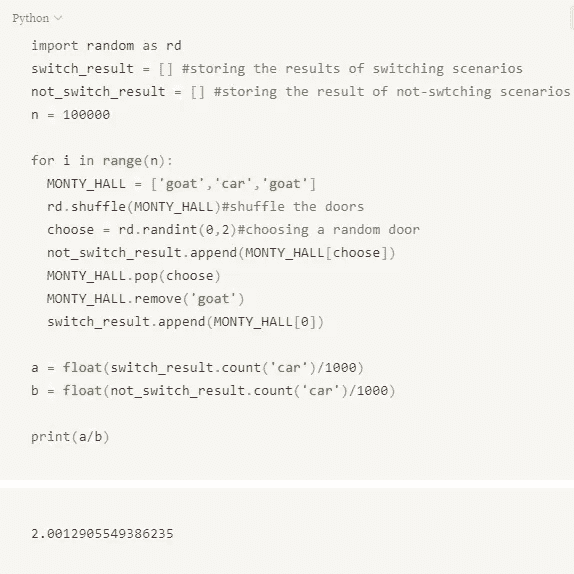 Python
import random as rd
switch_result = [] #storing the results of switching scenarios
not_switch_result = [] #storing the result of not-swtching scenarios
n = 100000
for i in range(n):
MONTY_HALL = ['goat','car','goat']
rd.shuffle(MONTY_HALL)#shuffle the doors
choose = rd.randint(0,2)#choosing a random door
not_switch_result.append(MONTY_HALL[choose])
MONTY_HALL.pop(choose)
MONTY_HALL.remove('goat')
switch_result.append(MONTY_HALL[0])
a = float(switch_result.count('car')/1000)
b = float(not_switch_result.count('car')/1000)
print(a/b)
2.0012905549386235